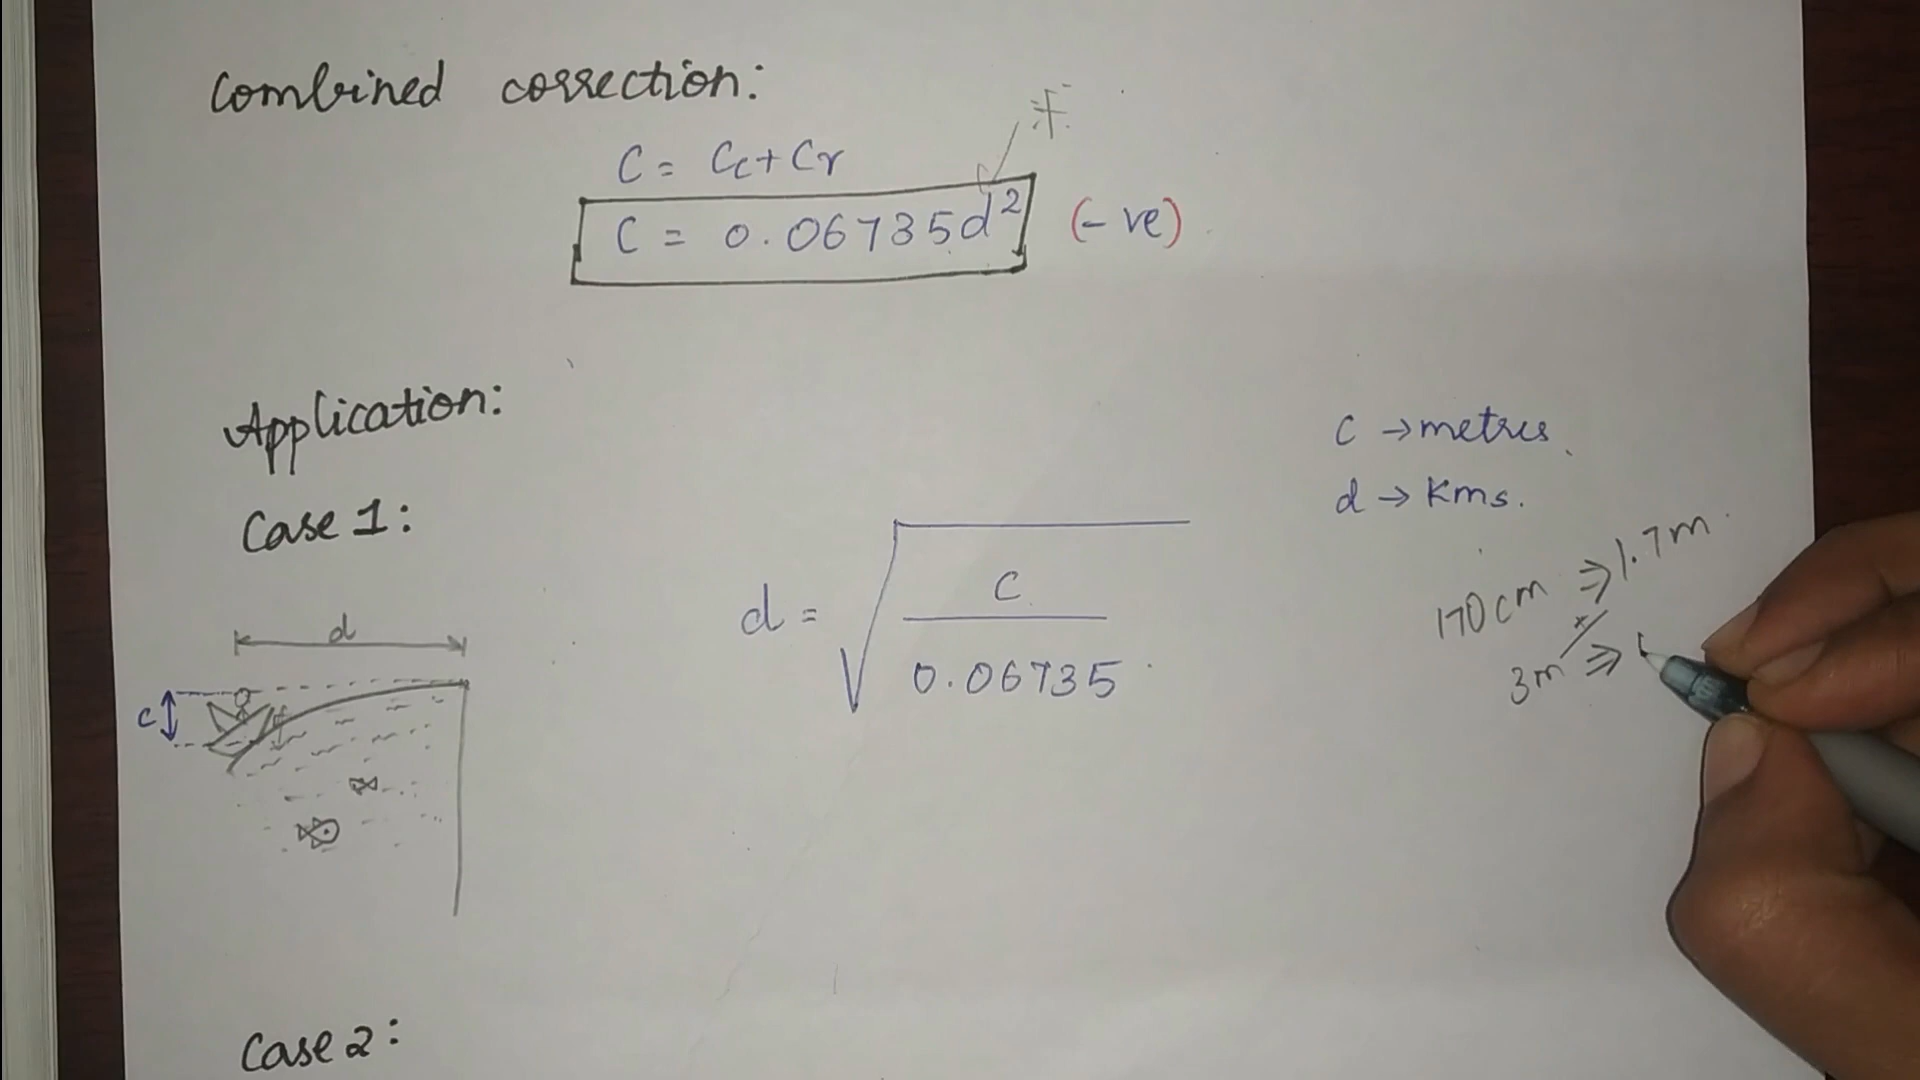 Combined correction:
C = Cc + Cr
C = 0.06735d² (-ve)
Application:
C → metres
d → Kms.
Case 1:
d = √ C / 0.06735
170 cm ⇒ 1.7m
3m ⇒
d
C
Case 2: